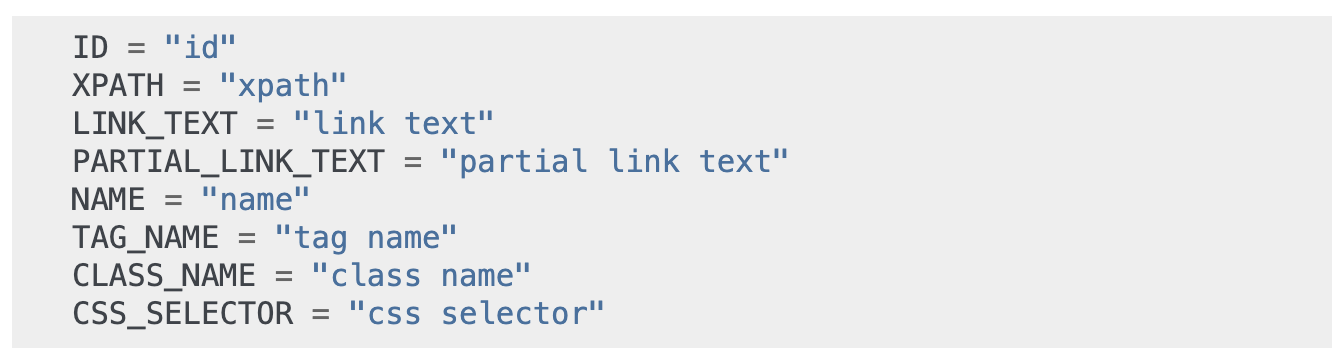 ID = "id"
XPATH = "xpath"
LINK_TEXT = "link text"
PARTIAL_LINK_TEXT = "partial link text"
NAME = "name"
TAG_NAME = "tag name"
CLASS_NAME = "class name"
CSS_SELECTOR = "css selector"